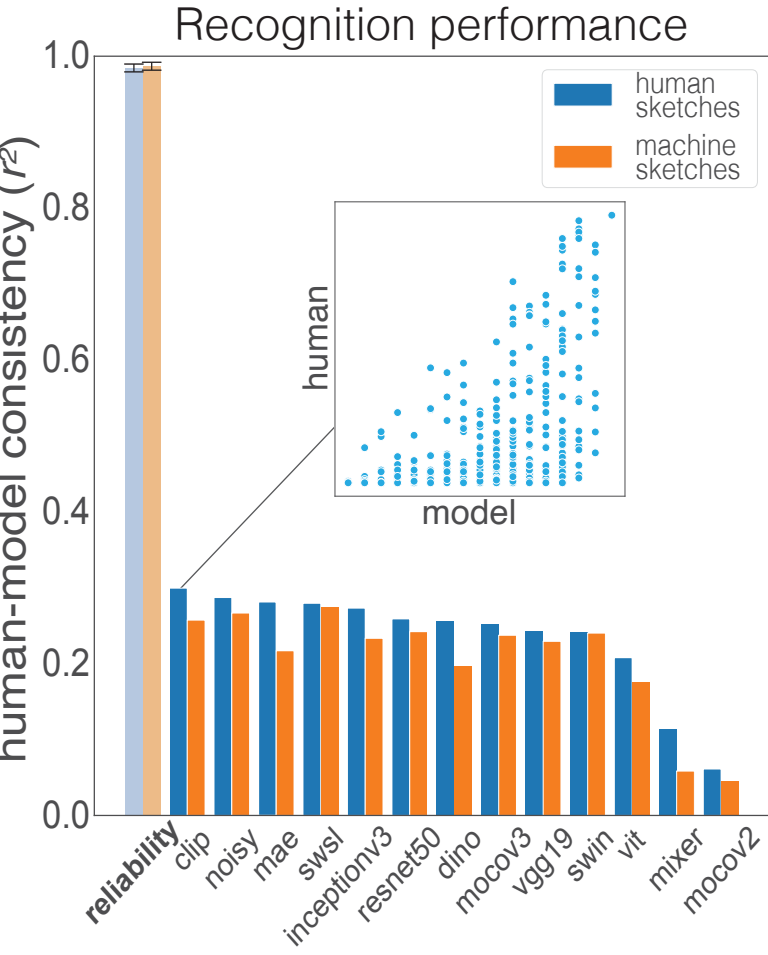 Recognition performance
human-model consistency (r²)
1.0
0.8
0.6
0.4
0.2
0.0
human
sketches
machine
sketches
human
model
reliability
clip
noisy
mae
swsl
inceptionv3
resnet50
dino
mocov3
vgg19
swin
vit
mixer
mocov2